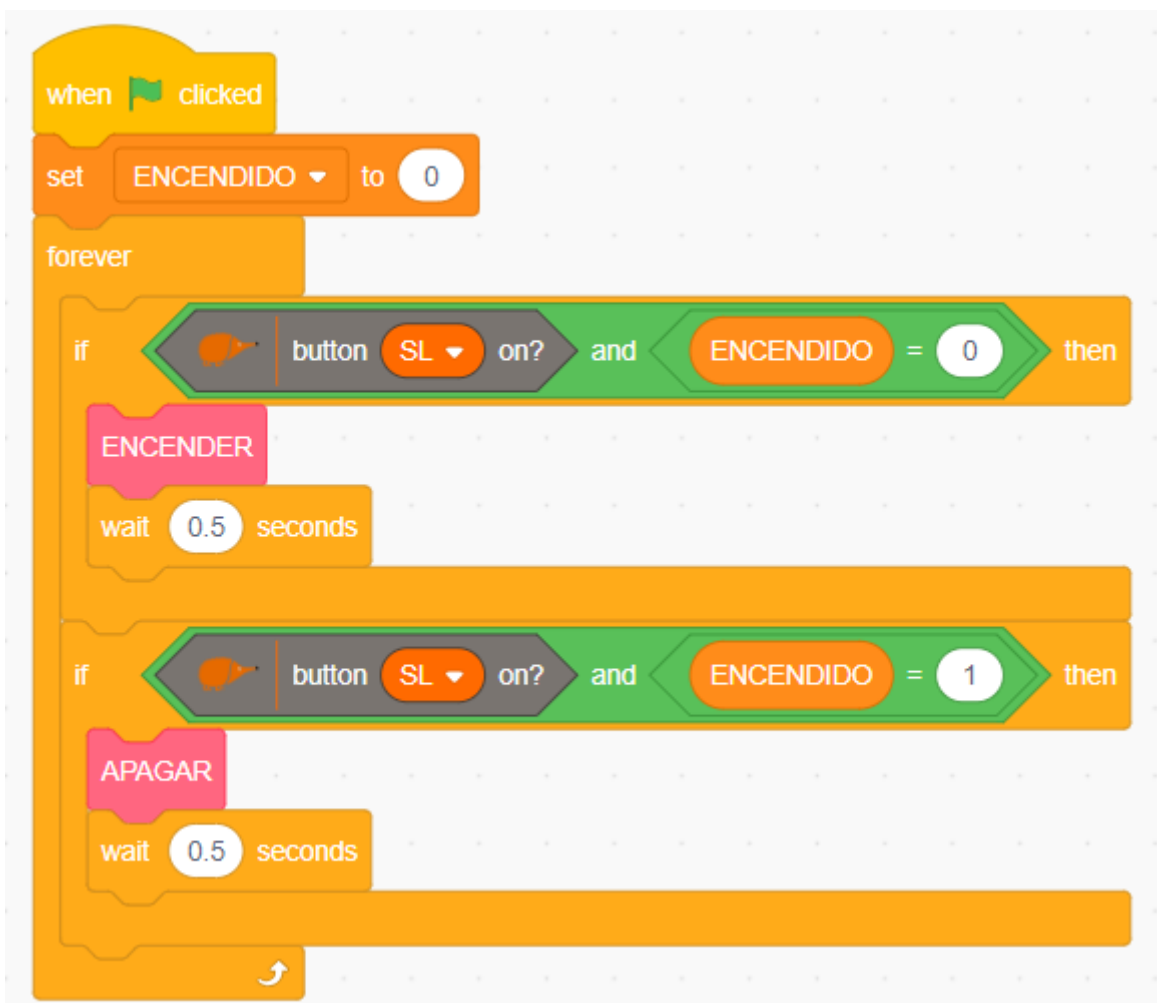 when clicked
set ENCENDIDO to 0
forever
if button SL on? and ENCENDIDO = 0 then
ENCENDER
wait 0.5 seconds
if button SL on? and ENCENDIDO = 1 then
APAGAR
wait 0.5 seconds